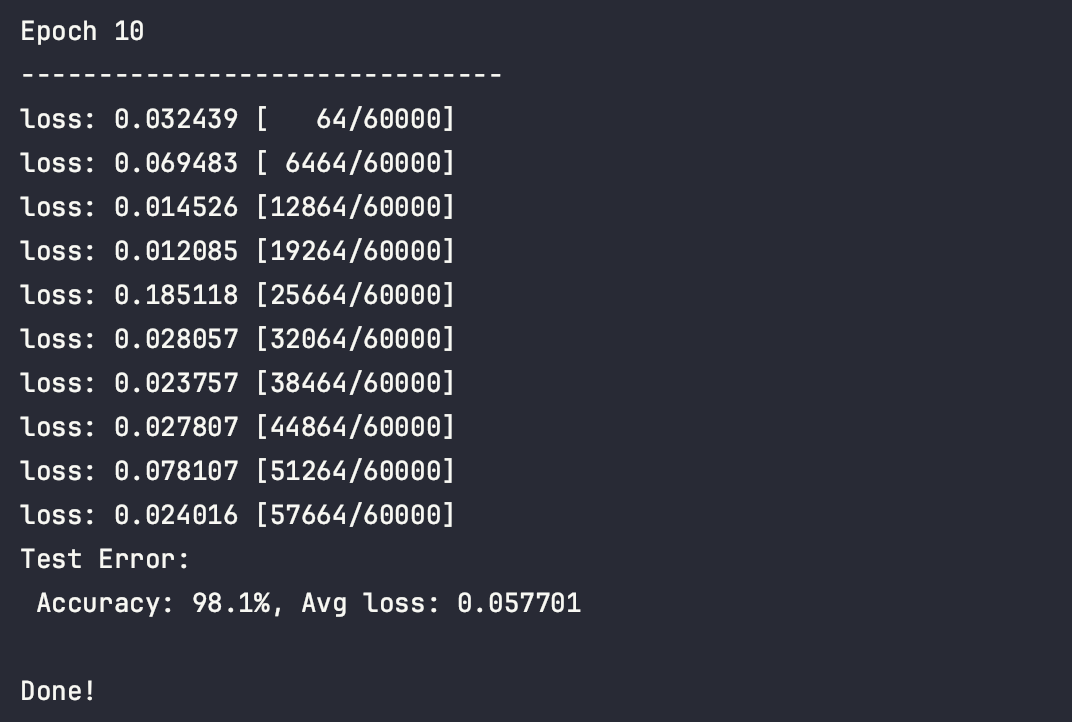 Epoch 10
-------------------------------
loss: 0.032439 [   64/60000]
loss: 0.069483 [ 6464/60000]
loss: 0.014526 [12864/60000]
loss: 0.012085 [19264/60000]
loss: 0.185118 [25664/60000]
loss: 0.028057 [32064/60000]
loss: 0.023757 [38464/60000]
loss: 0.027807 [44864/60000]
loss: 0.078107 [51264/60000]
loss: 0.024016 [57664/60000]
Test Error:
 Accuracy: 98.1%, Avg loss: 0.057701

Done!